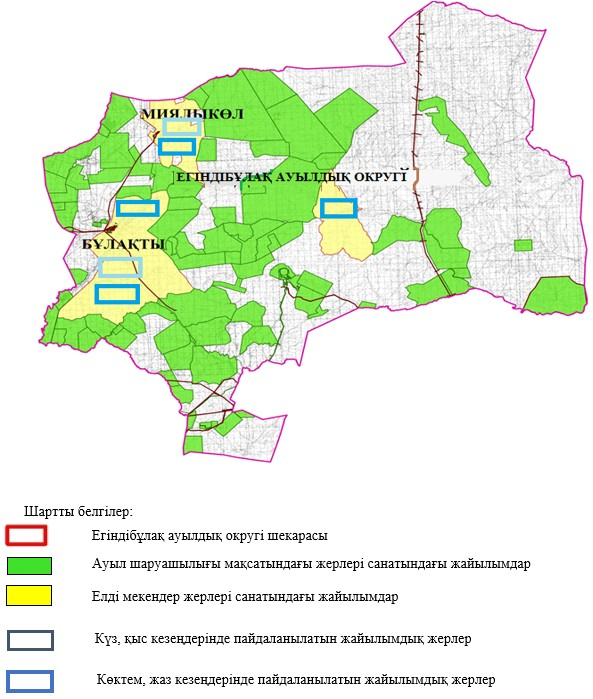 МИЯЛЫКӨЛ
ЕГІНДІБҰЛАҚ АУЫЛДЫҚ ОКРУГІ
БҰЛАҚТЫ
Шартты белгілер:
Егіндібұлақ ауылдық округі шекарасы
Ауыл шаруашылығы мақсатындағы жерлері санатындағы жайылымдар
Елді мекендер жерлері санатындағы жайылымдар
Күз, қыс кезеңдерінде пайдаланылатын жайылымдық жерлер
Көктем, жаз кезеңдерінде пайдаланылатын жайылымдық жерлер